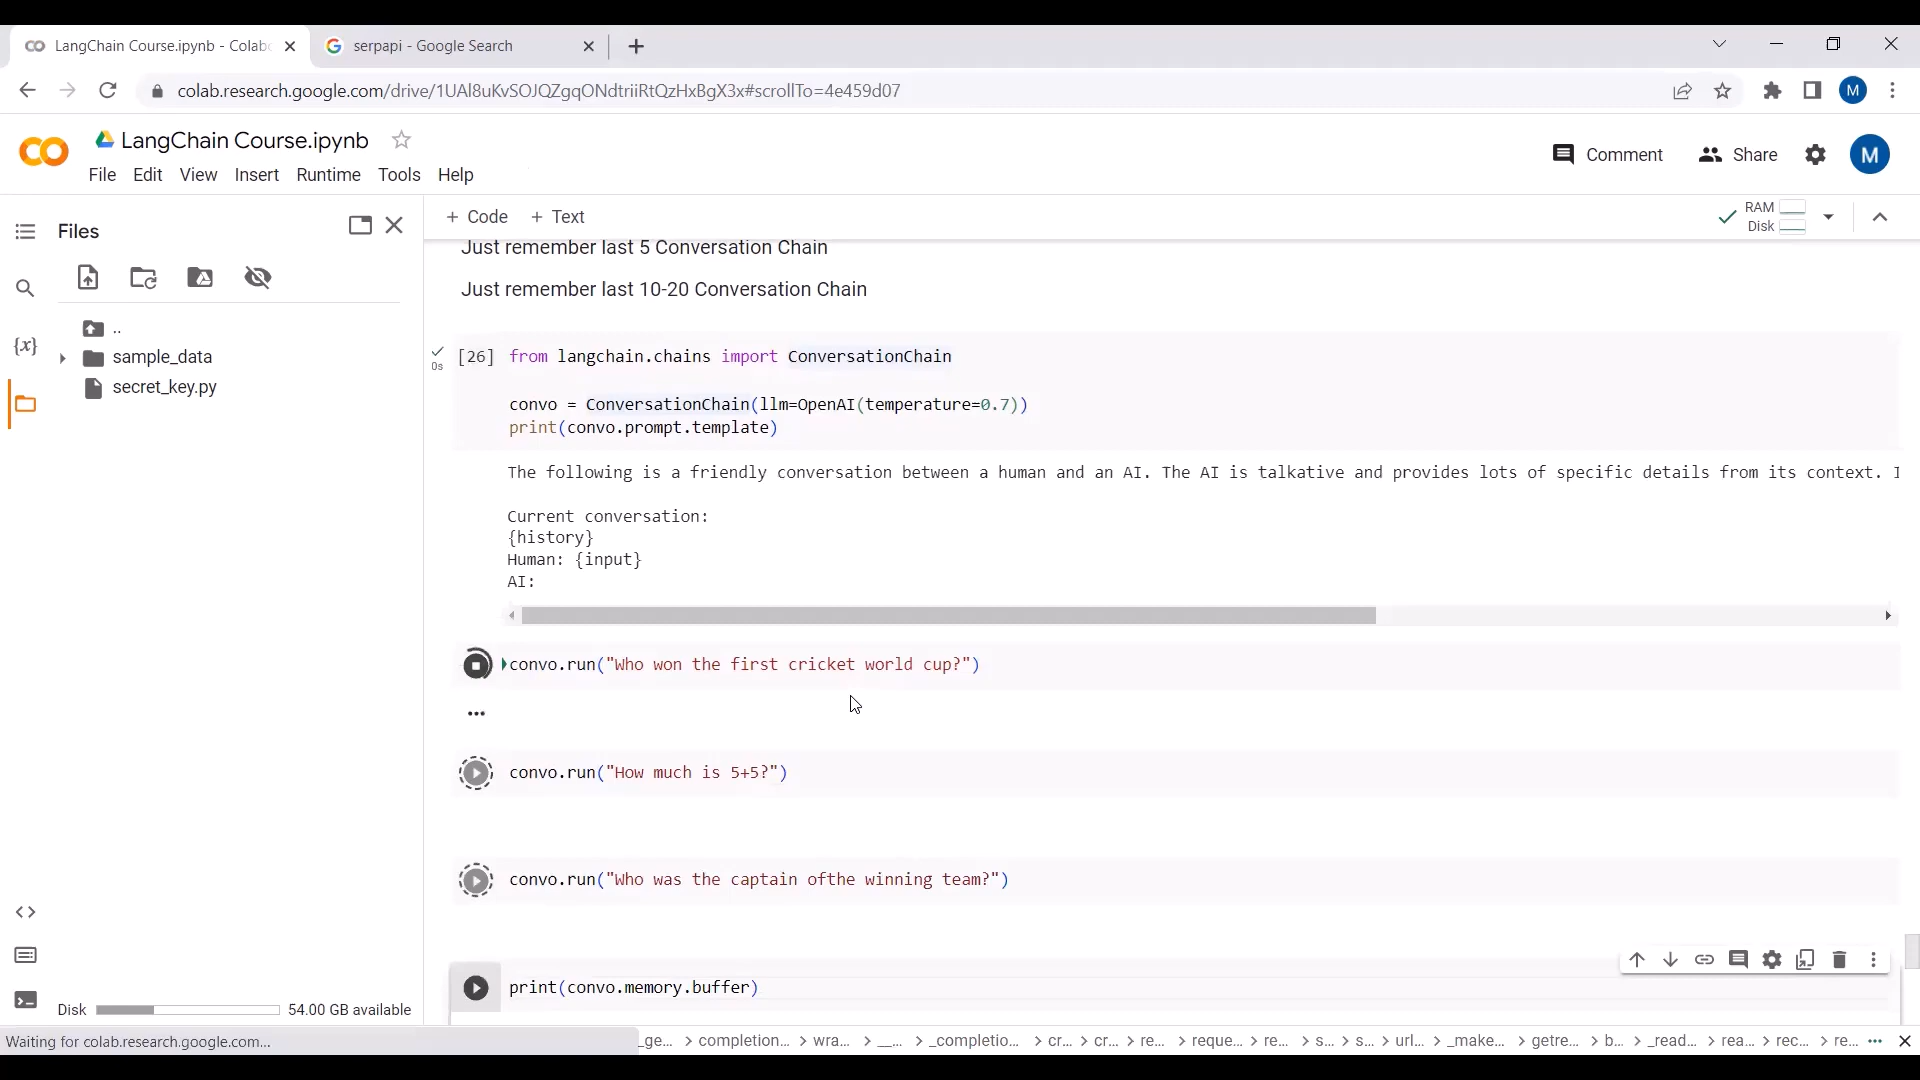 LangChain Course.ipynb - Colab
serpapi - Google Search
colab.research.google.com/drive/1UAl8uKvSOJQZgqONdtriiRtQzHxBgX3x#scrollTo=4e459d07
M
LangChain Course.ipynb
Comment
Share
M
File Edit View Insert Runtime Tools Help
Files
+ Code + Text
RAM
Disk
Just remember last 5 Conversation Chain
Just remember last 10-20 Conversation Chain
..
sample_data
secret_key.py
{x}
0s
[26] from langchain.chains import ConversationChain
convo = ConversationChain(llm=OpenAI(temperature=0.7))
print(convo.prompt.template)
The following is a friendly conversation between a human and an AI. The AI is talkative and provides lots of specific details from its context. I
Current conversation:
{history}
Human: {input}
AI:
convo.run("Who won the first cricket world cup?")
...
convo.run("How much is 5+5?")
convo.run("Who was the captain ofthe winning team?")
print(convo.memory.buffer)
Disk 54.00 GB available
Waiting for colab.research.google.com...
_ge... > completion... > wra... > __... > _completio... > cr... > cr... > re... > reque... > re... > s... > s... > url... > _make... > getre... > b... > _read... > rea... > rec... > re... ...